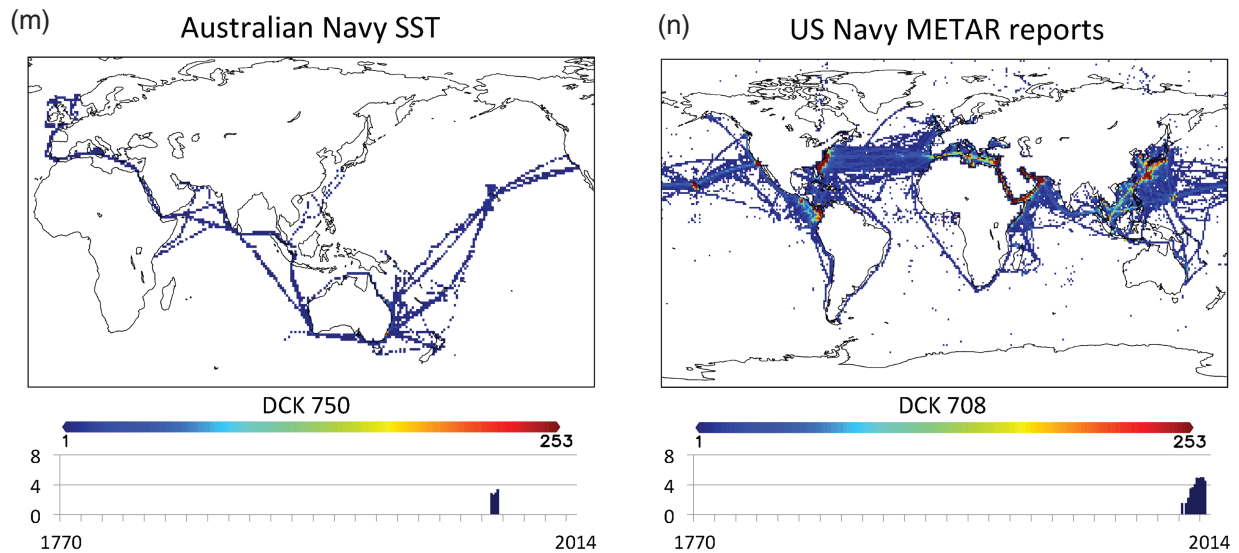 (m)
Australian Navy SST
DCK 750
1 253
8
4
0
1770 2014
(n)
US Navy METAR reports
DCK 708
1 253
8
4
0
1770 2014